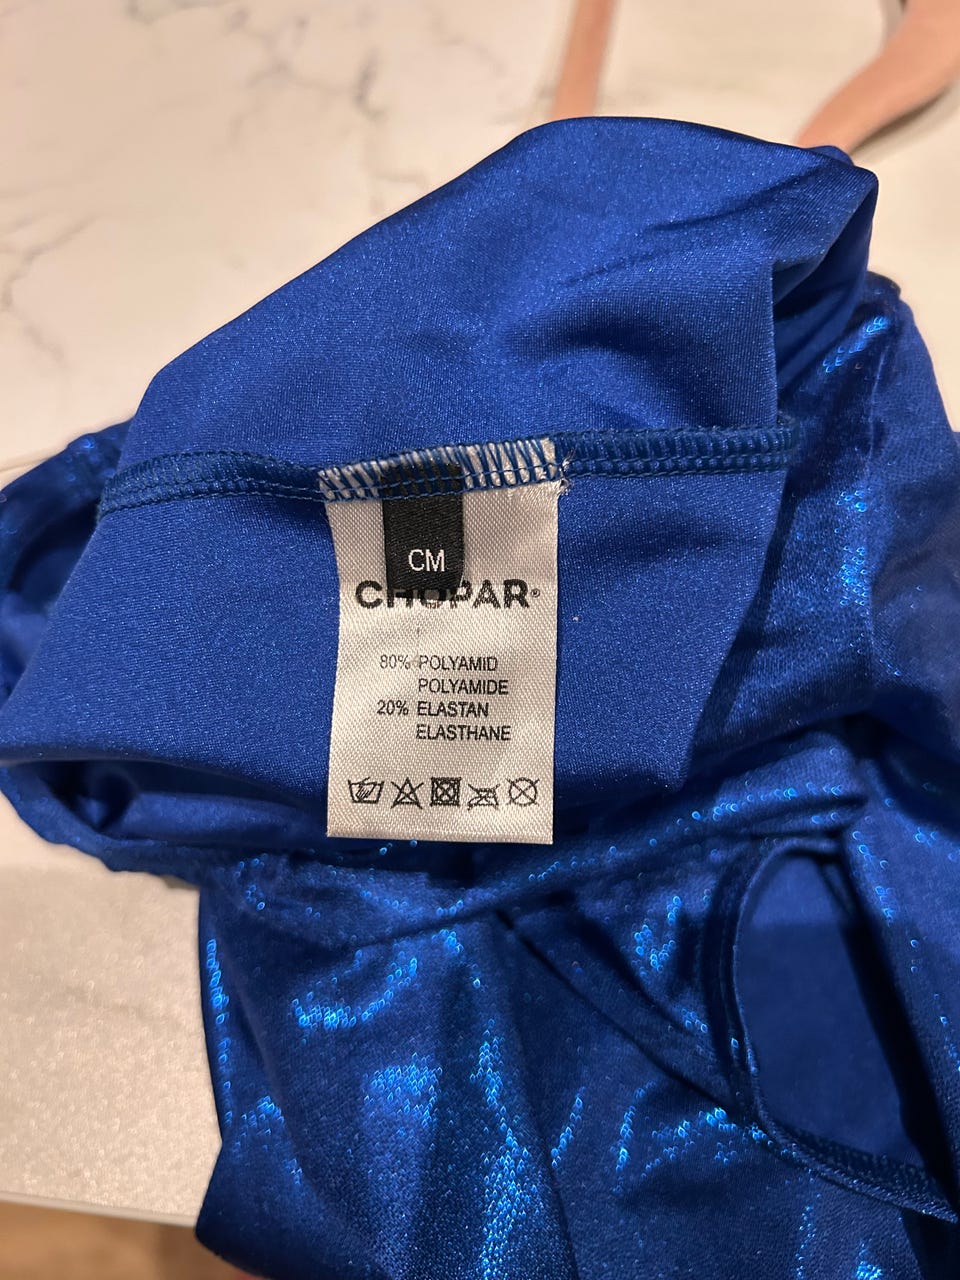 CM
CHOPAR®
80% POLYAMID
POLYAMIDE
20% ELASTAN
ELASTHANE